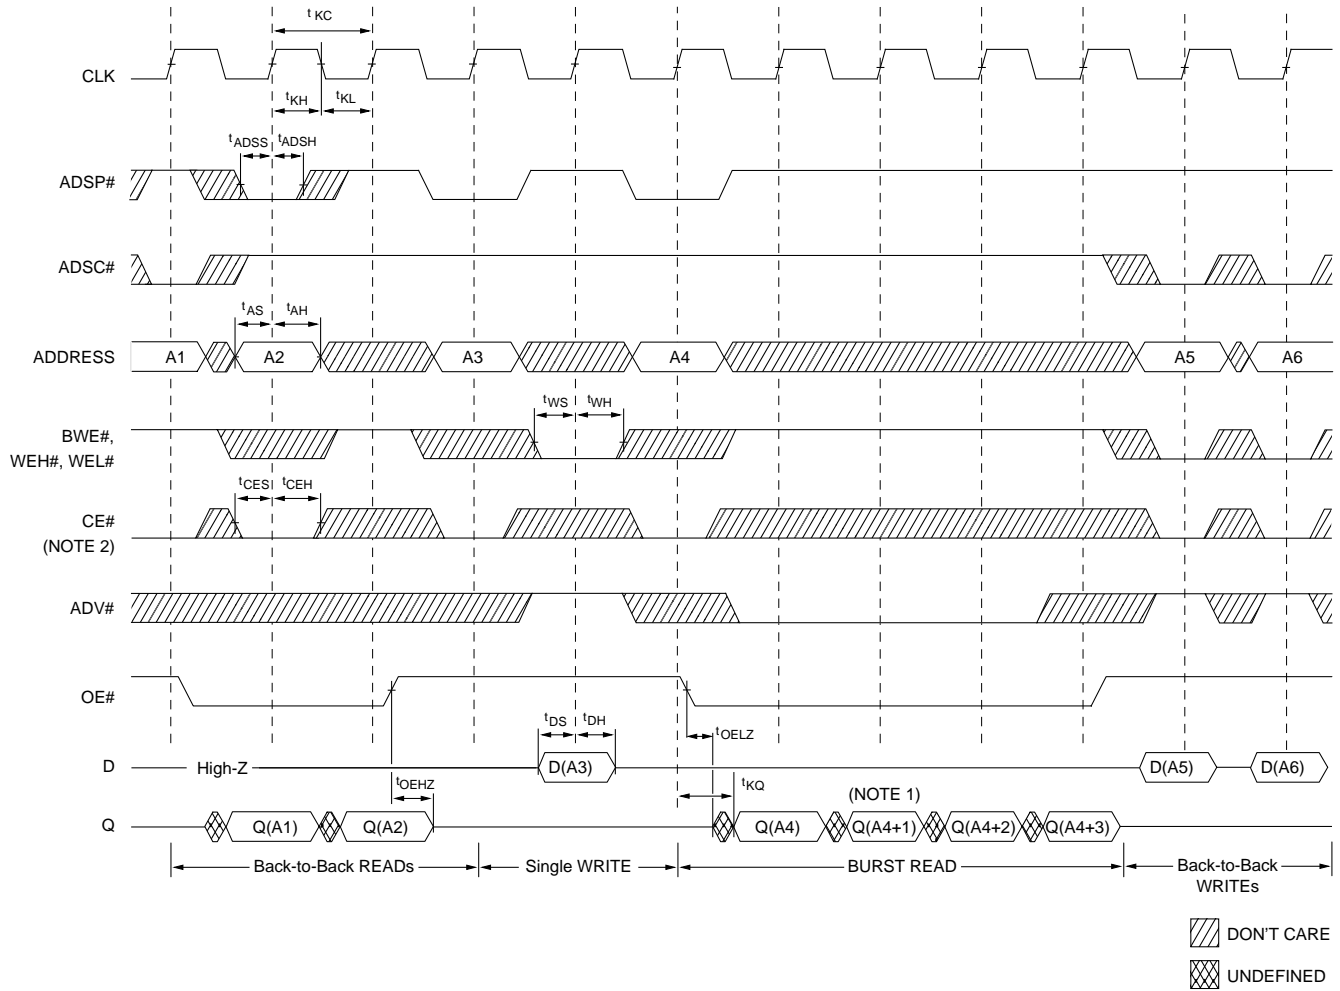 t KC
CLK
tKH
tKL
tADSS
tADSH
ADSP#
ADSC#
tAS
tAH
ADDRESS
A1
A2
A3
A4
A5
A6
tWS
tWH
BWE#,
WEH#, WEL#
tCES
tCEH
CE#
(NOTE 2)
ADV#
OE#
tDS
tDH
tOELZ
D
High-Z
D(A3)
D(A5)
D(A6)
tOEHZ
tKQ
(NOTE 1)
Q
Q(A1)
Q(A2)
Q(A4)
Q(A4+1)
Q(A4+2)
Q(A4+3)
Back-to-Back READs
Single WRITE
BURST READ
Back-to-Back
WRITEs
DON'T CARE
UNDEFINED